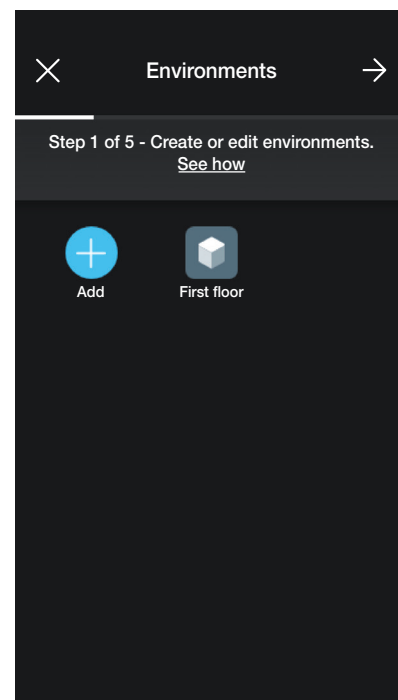 Environments
Step 1 of 5 - Create or edit environments.
See how
Add
First floor